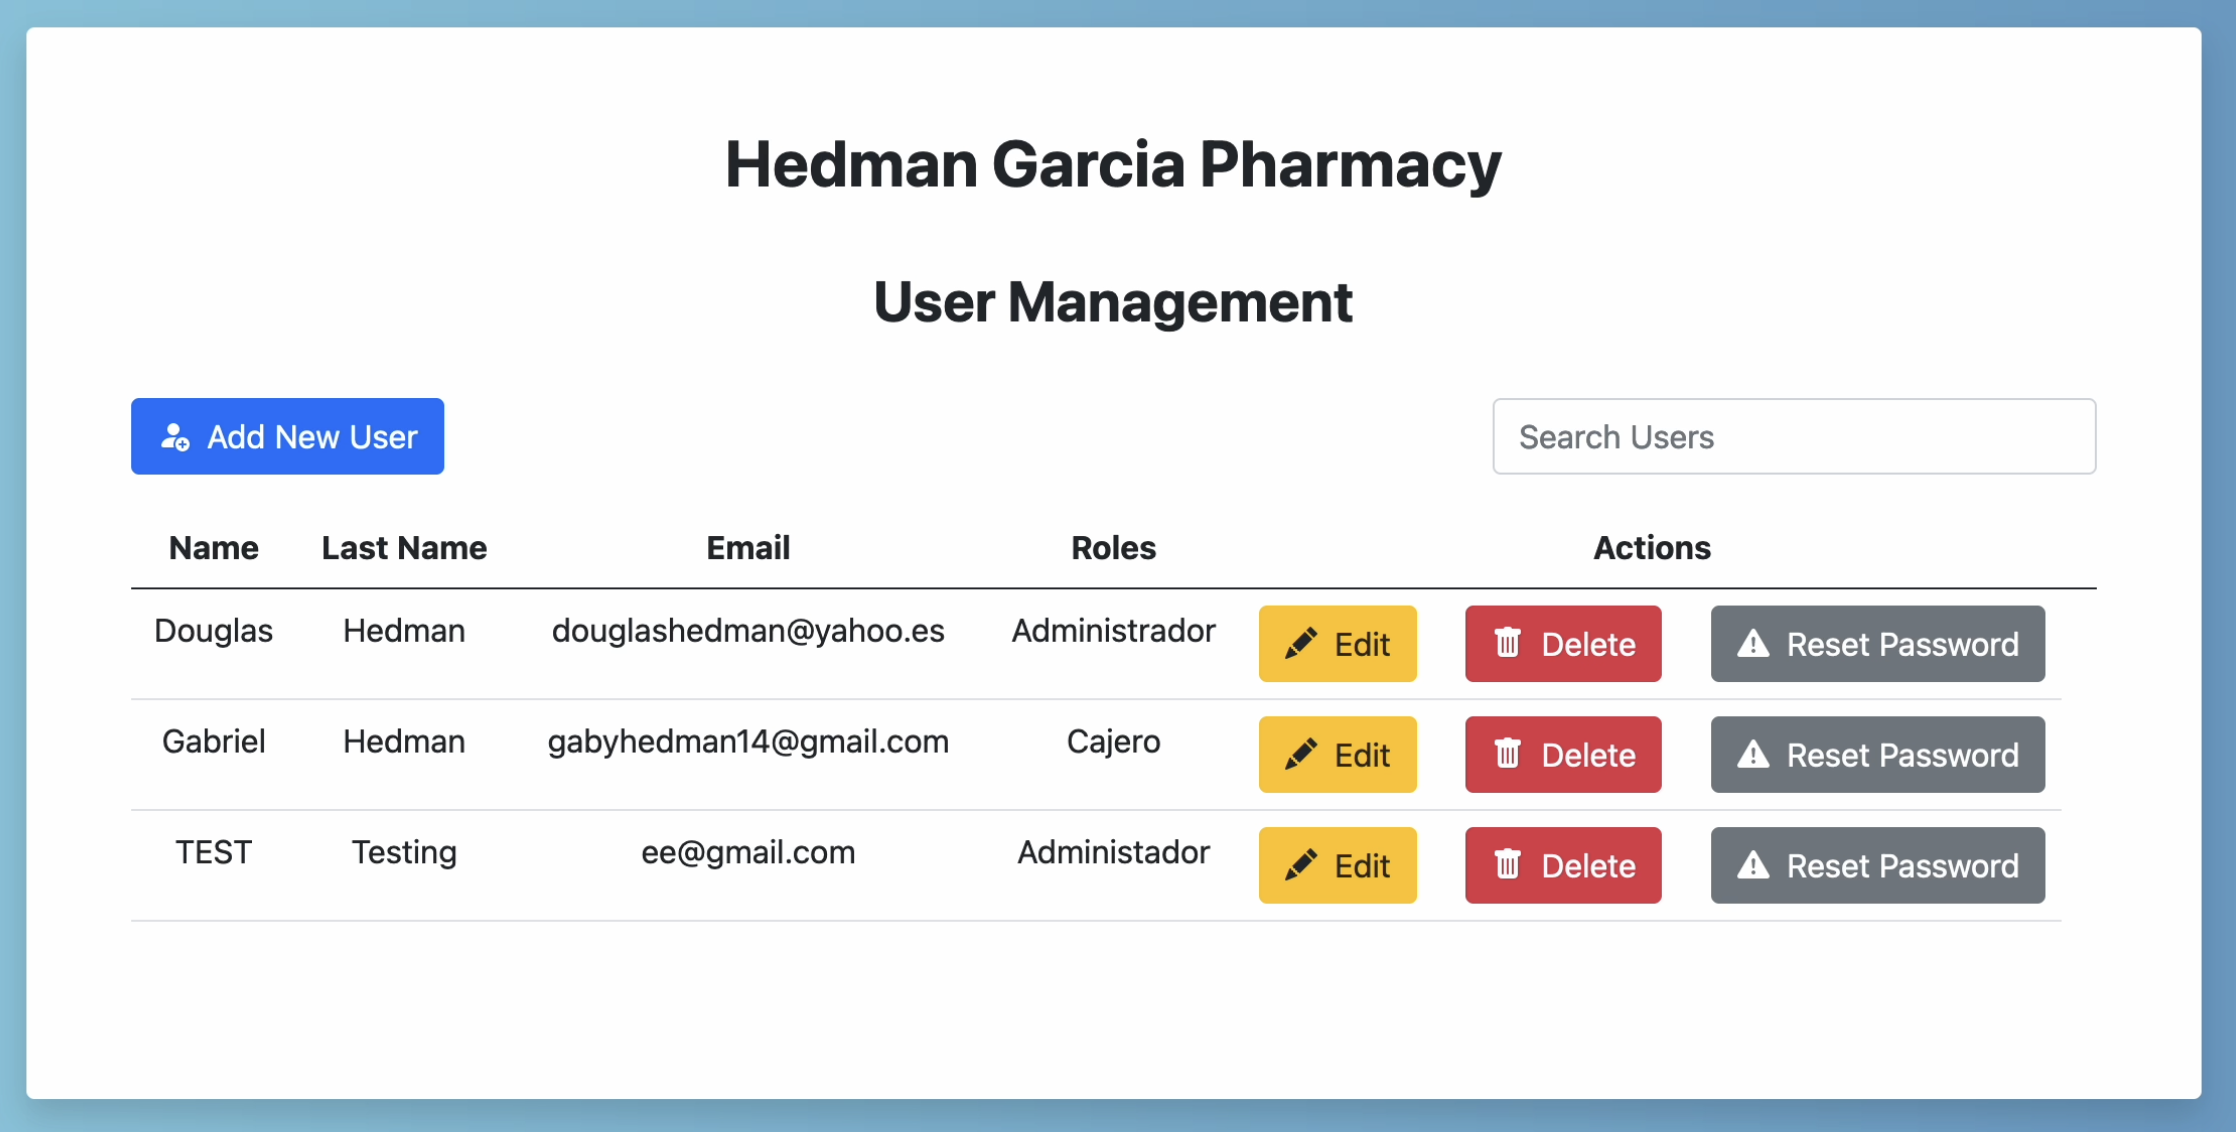 Hedman Garcia Pharmacy
User Management
Add New User
Search Users
Name Last Name Email Roles Actions
Douglas Hedman douglashedman@yahoo.es Administrador Edit Delete Reset Password
Gabriel Hedman gabyhedman14@gmail.com Cajero Edit Delete Reset Password
TEST Testing ee@gmail.com Administador Edit Delete Reset Password